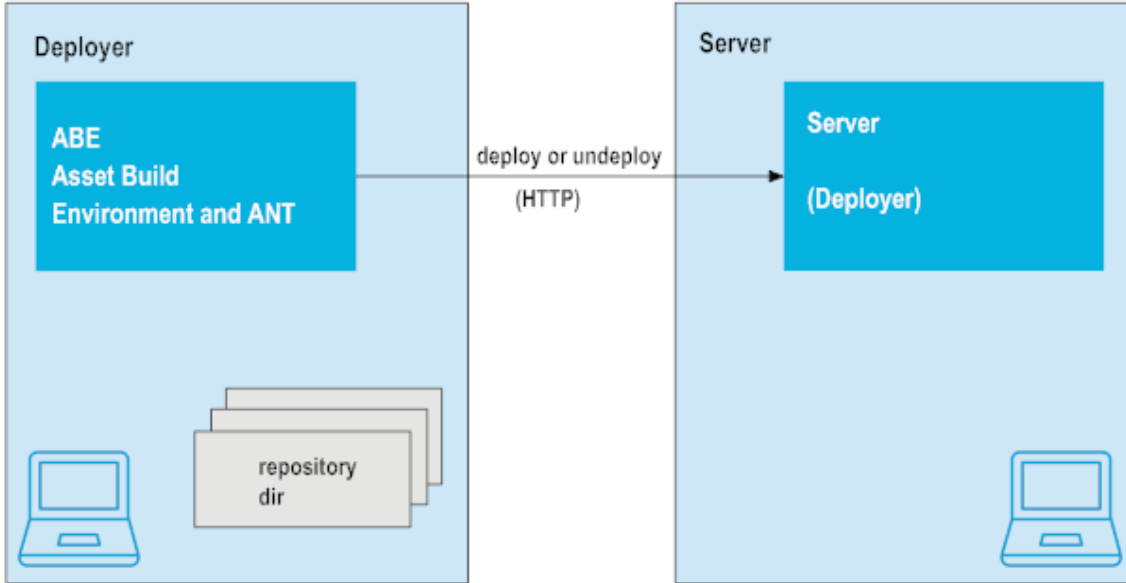 Deployer
ABE
Asset Build
Environment and ANT
repository
dir
deploy or undeploy
(HTTP)
Server
Server
(Deployer)